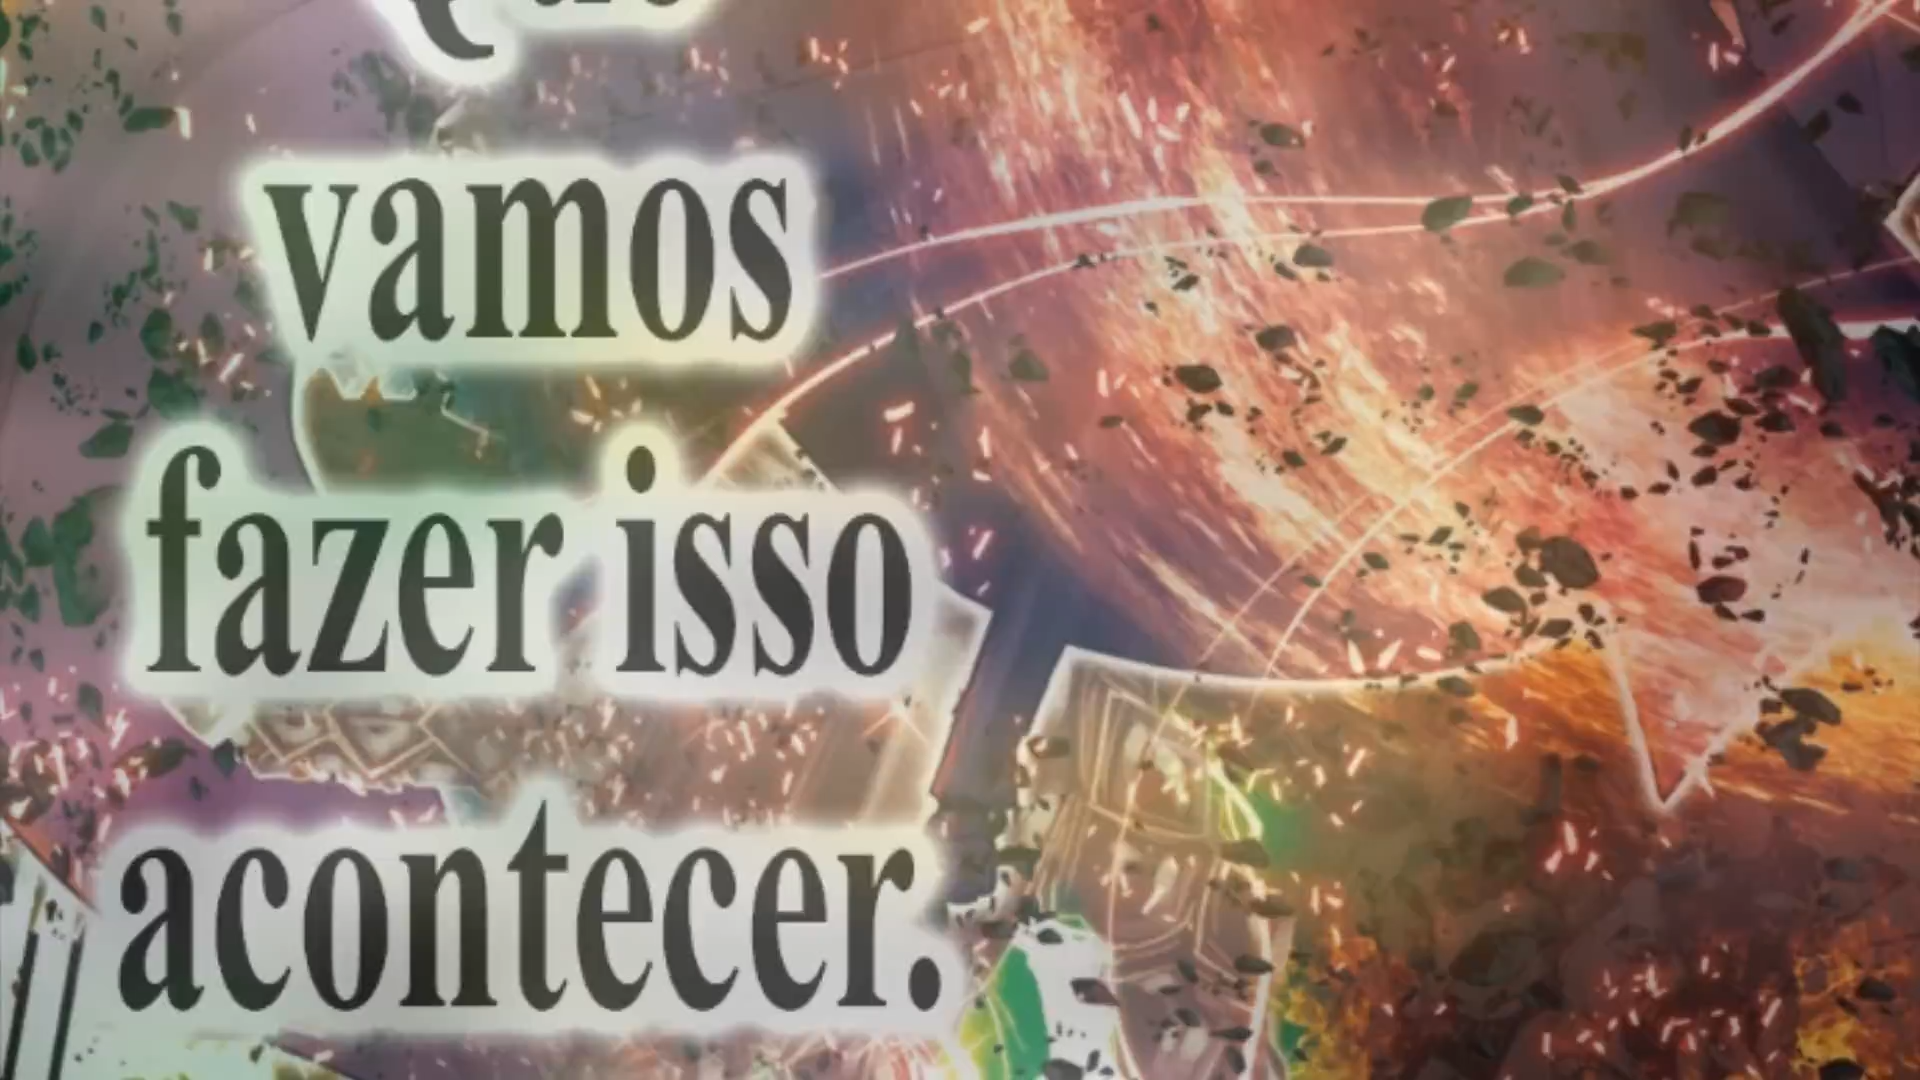 vamos
fazer isso
acontecer.